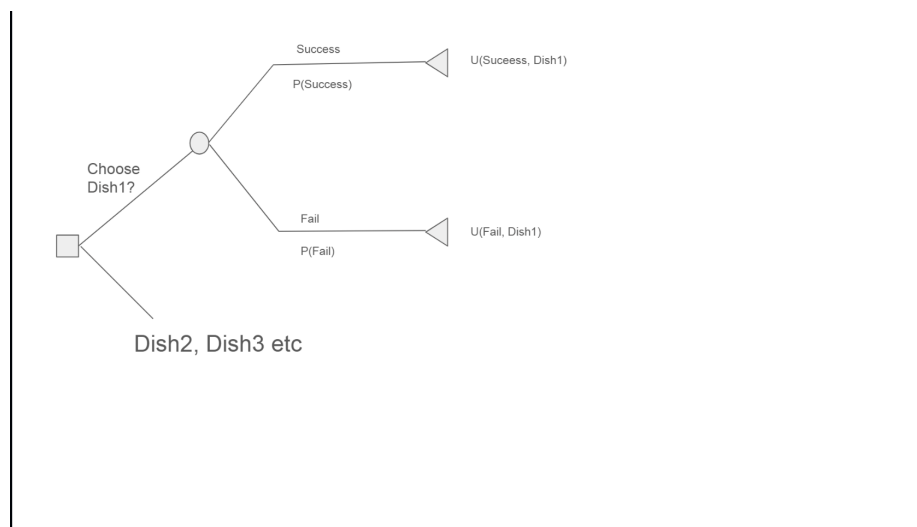 Success
P(Success)
U(Suceess, Dish1)
Choose
Dish1?
Fail
P(Fail)
U(Fail, Dish1)
Dish2, Dish3 etc